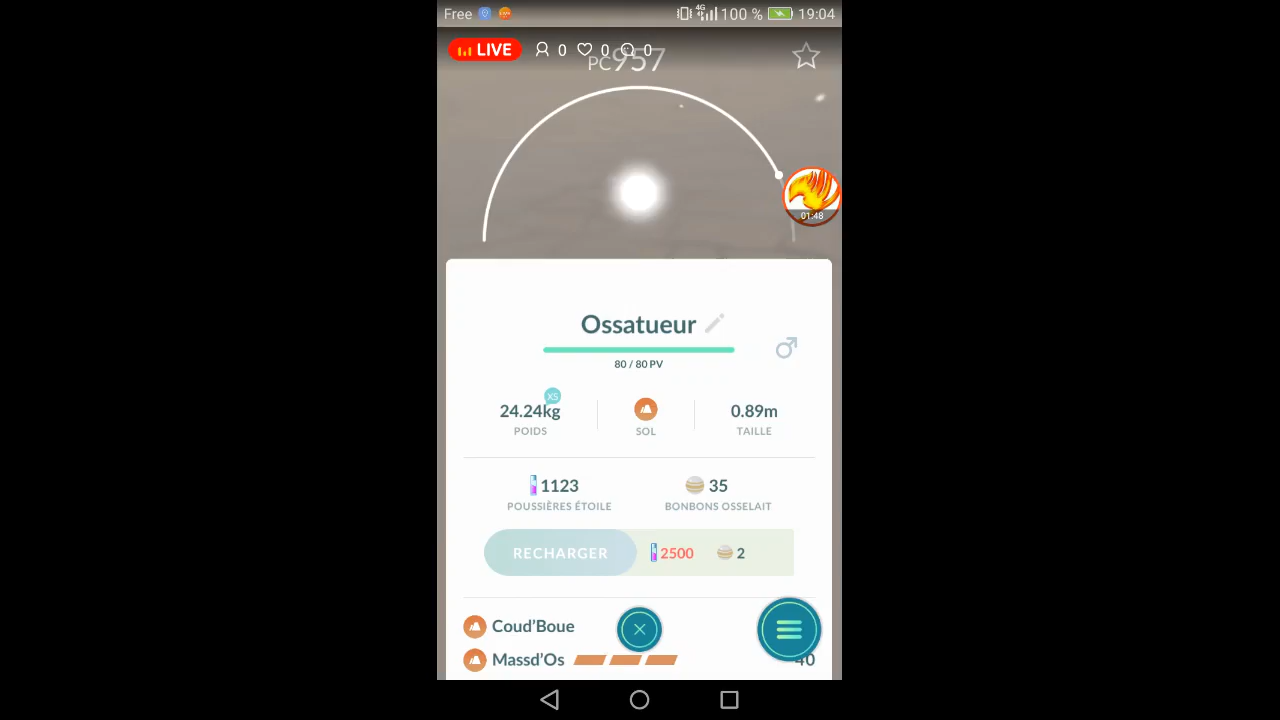 Free 4G 100 % 19:04
LIVE 0 0 0
PC957
01:48
Ossatueur
80 / 80 PV
XS
24.24kg 0.89m
POIDS SOL TAILLE
1123 35
POUSSIÈRES ÉTOILE BONBONS OSSELAIT
RECHARGER 2500 2
Coud'Boue
Massd'Os 40